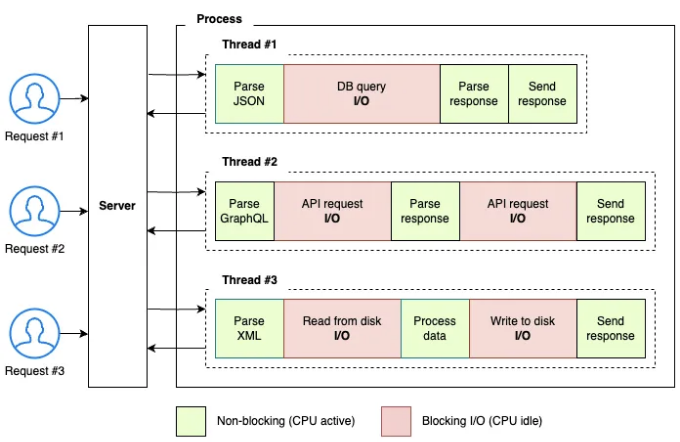 Process
Thread #1
Parse
JSON
DB query
I/O
Parse
response
Send
response
Request #1
Thread #2
Parse
GraphQL
API request
I/O
Parse
response
API request
I/O
Send
response
Server
Request #2
Thread #3
Parse
XML
Read from disk
I/O
Process
data
Write to disk
I/O
Send
response
Request #3
Non-blocking (CPU active)
Blocking I/O (CPU idle)